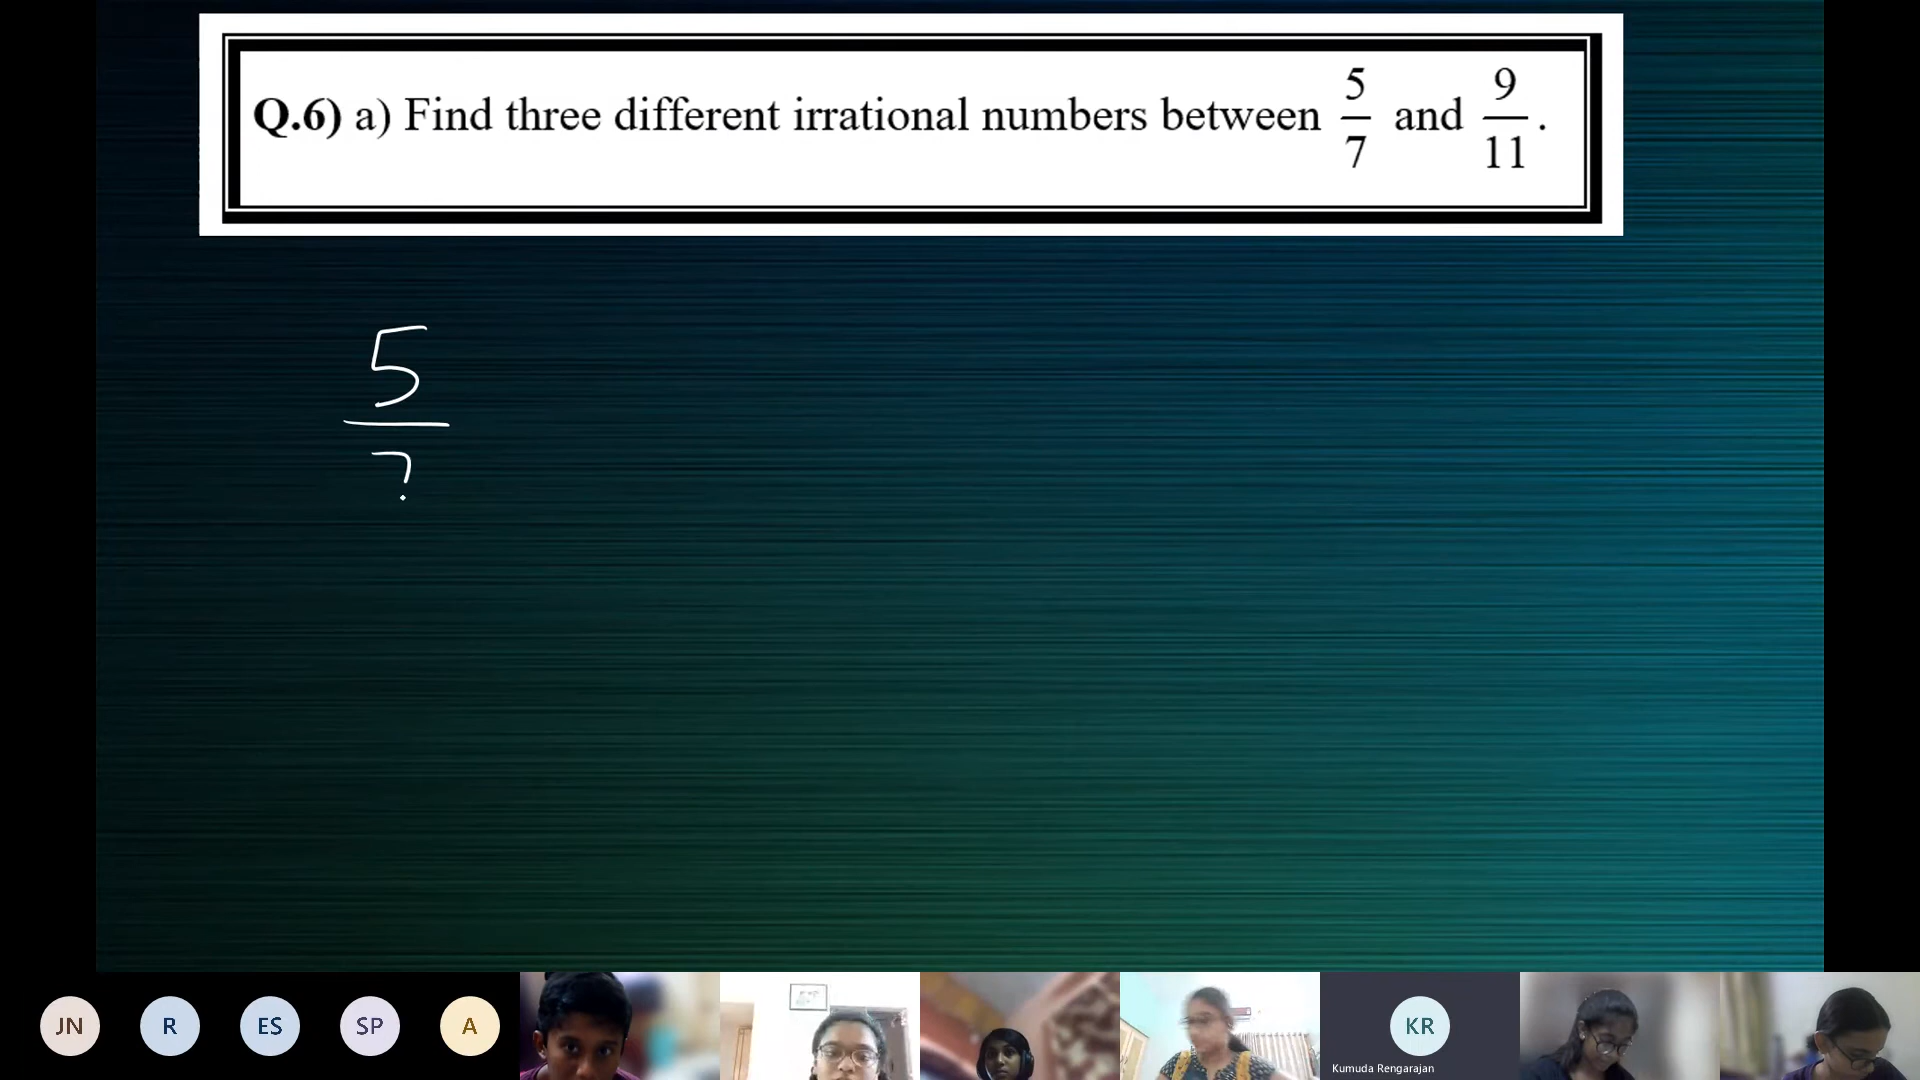 Q.6) a) Find three different irrational numbers between 5/7 and 9/11.
5
7
JN R ES SP A KR
Kumuda Rengarajan